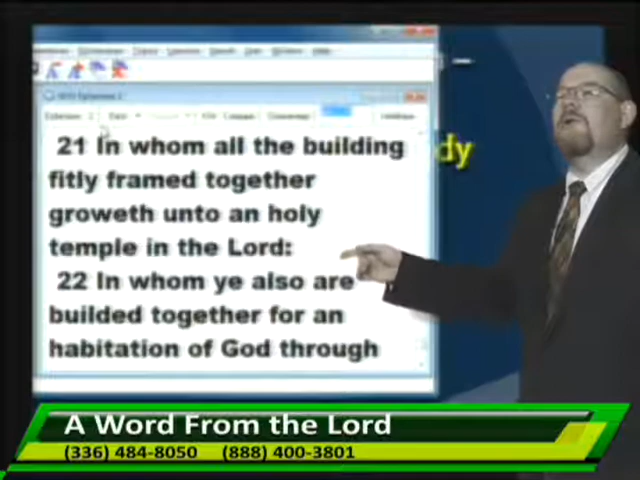 dy
21 In whom all the building
fitly framed together
groweth unto an holy
temple in the Lord:
22 In whom ye also are
builded together for an
habitation of God through
A Word From the Lord
(336) 484-8050 (888) 400-3801